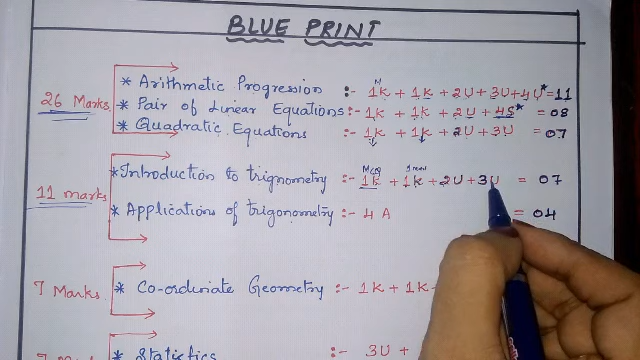 BLUE PRINT
* Arithmetic Progression :- 1K + 1K + 2U + 3U + 4U* = 11
26 Marks * Pair of Linear Equations :- 1K + 1K + 2U + 4S* = 08
* Quadratic Equations 1K + 1K + 2U + 3U = 07
MCQ
11 marks * Introduction to trignometry :- 1K + 1K + 2U + 3U = 07
* Applications of trigonometry :- 4 A = 04
7 Marks * Co-ordinate Geometry :- 1K + 1K
* Statistics :- 3U +